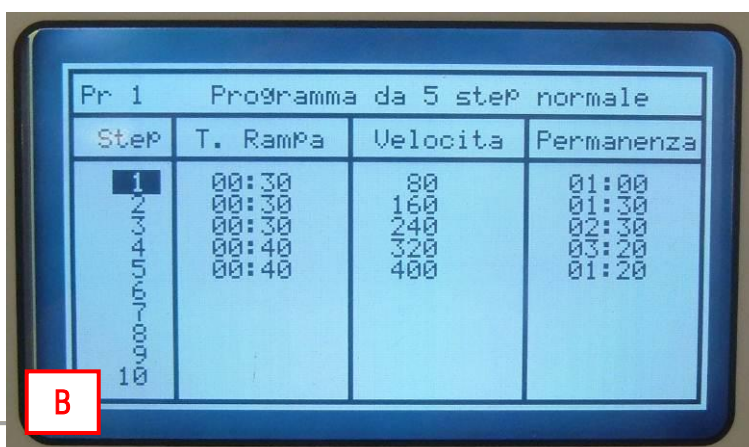 Pr 1 Programma da 5 step normale
Step T. Rampa Velocita Permanenza
1 00:30 80 01:00
2 00:30 160 01:30
3 00:30 240 02:30
4 00:40 320 03:20
5 00:40 400 01:20
6
7
8
9
10
B